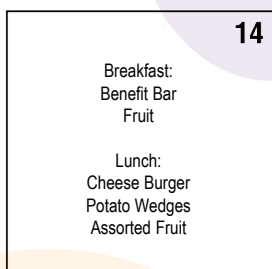 14
Breakfast:
Benefit Bar
Fruit
Lunch:
Cheese Burger
Potato Wedges
Assorted Fruit